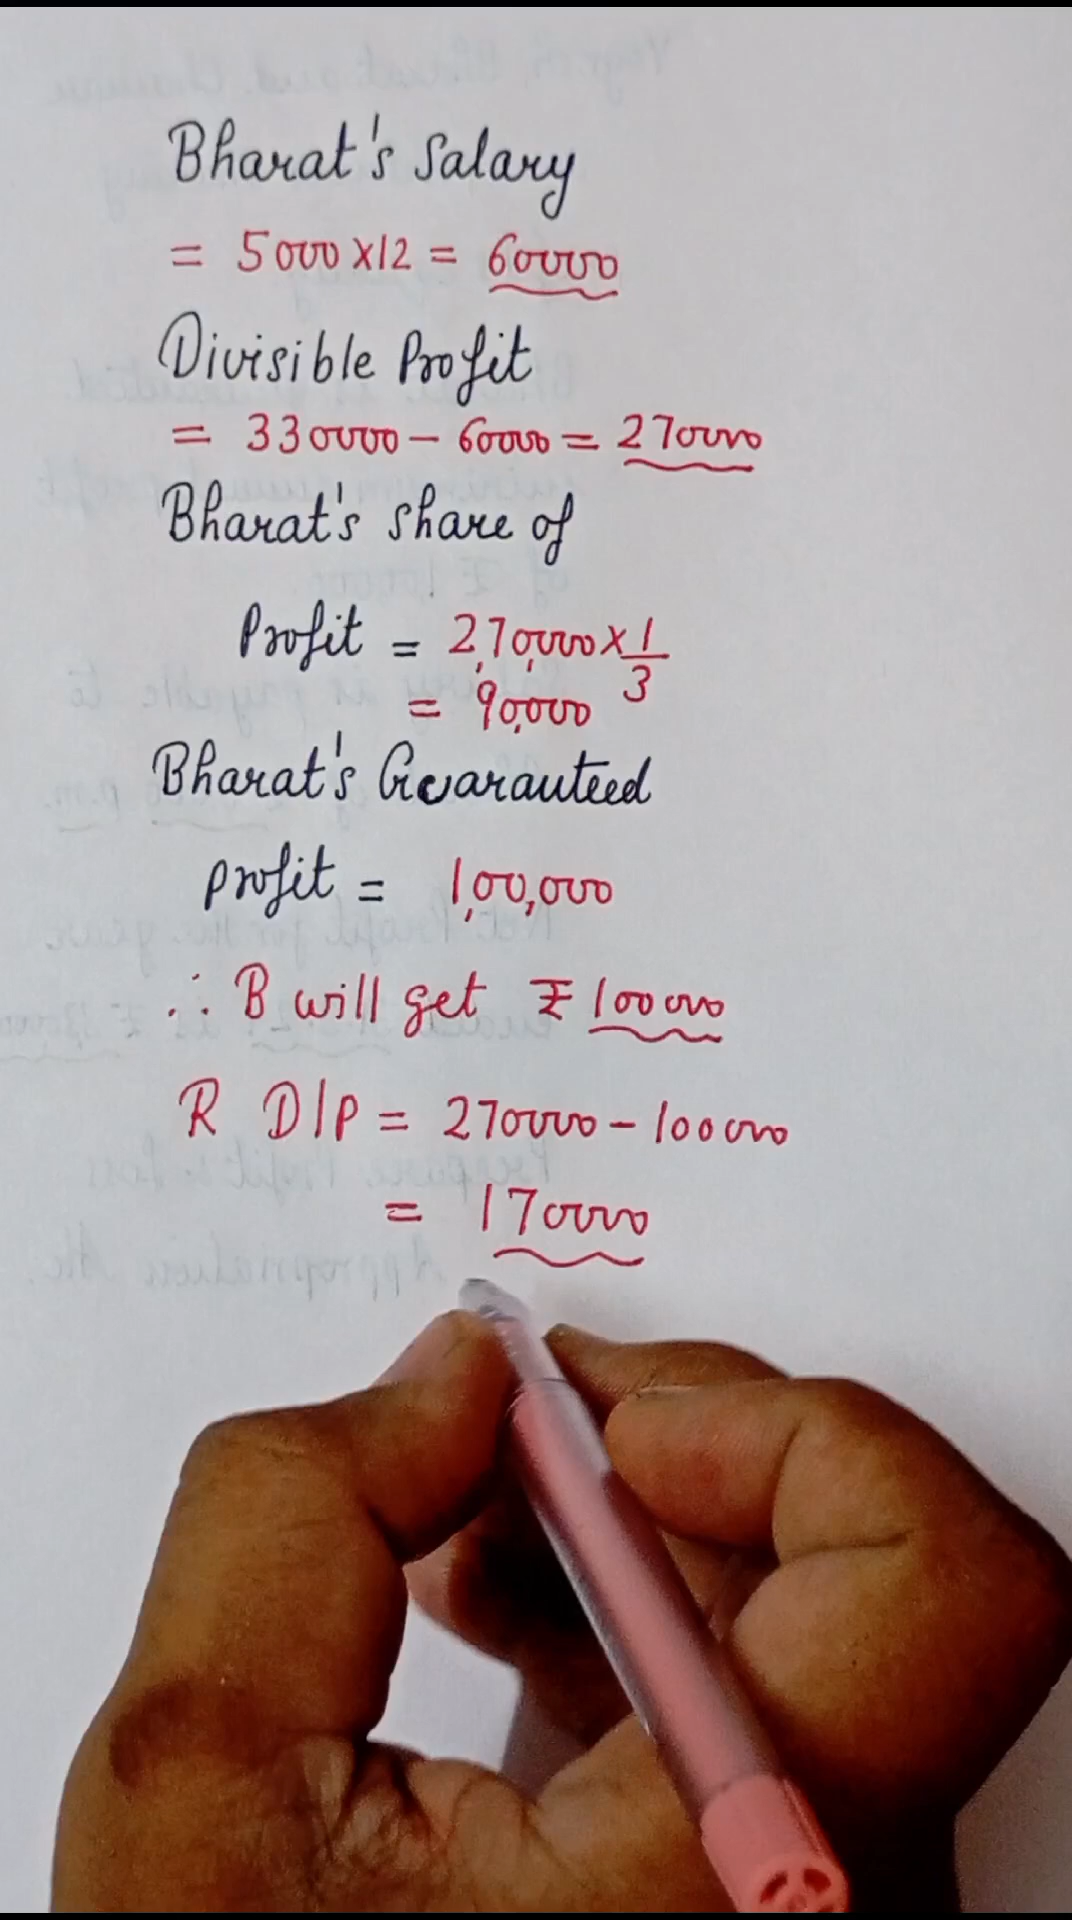 Bharat's Salary
= 5000 x12 = 60000
Divisible Profit
= 330000 - 60000 = 270000
Bharat's share of
Profit = 2,70,000 x 1/3
= 90,000
Bharat's Guaranteed
profit = 1,00,000
∴ B will get ₹ 100000
R D/P = 270000 - 100000
= 170000